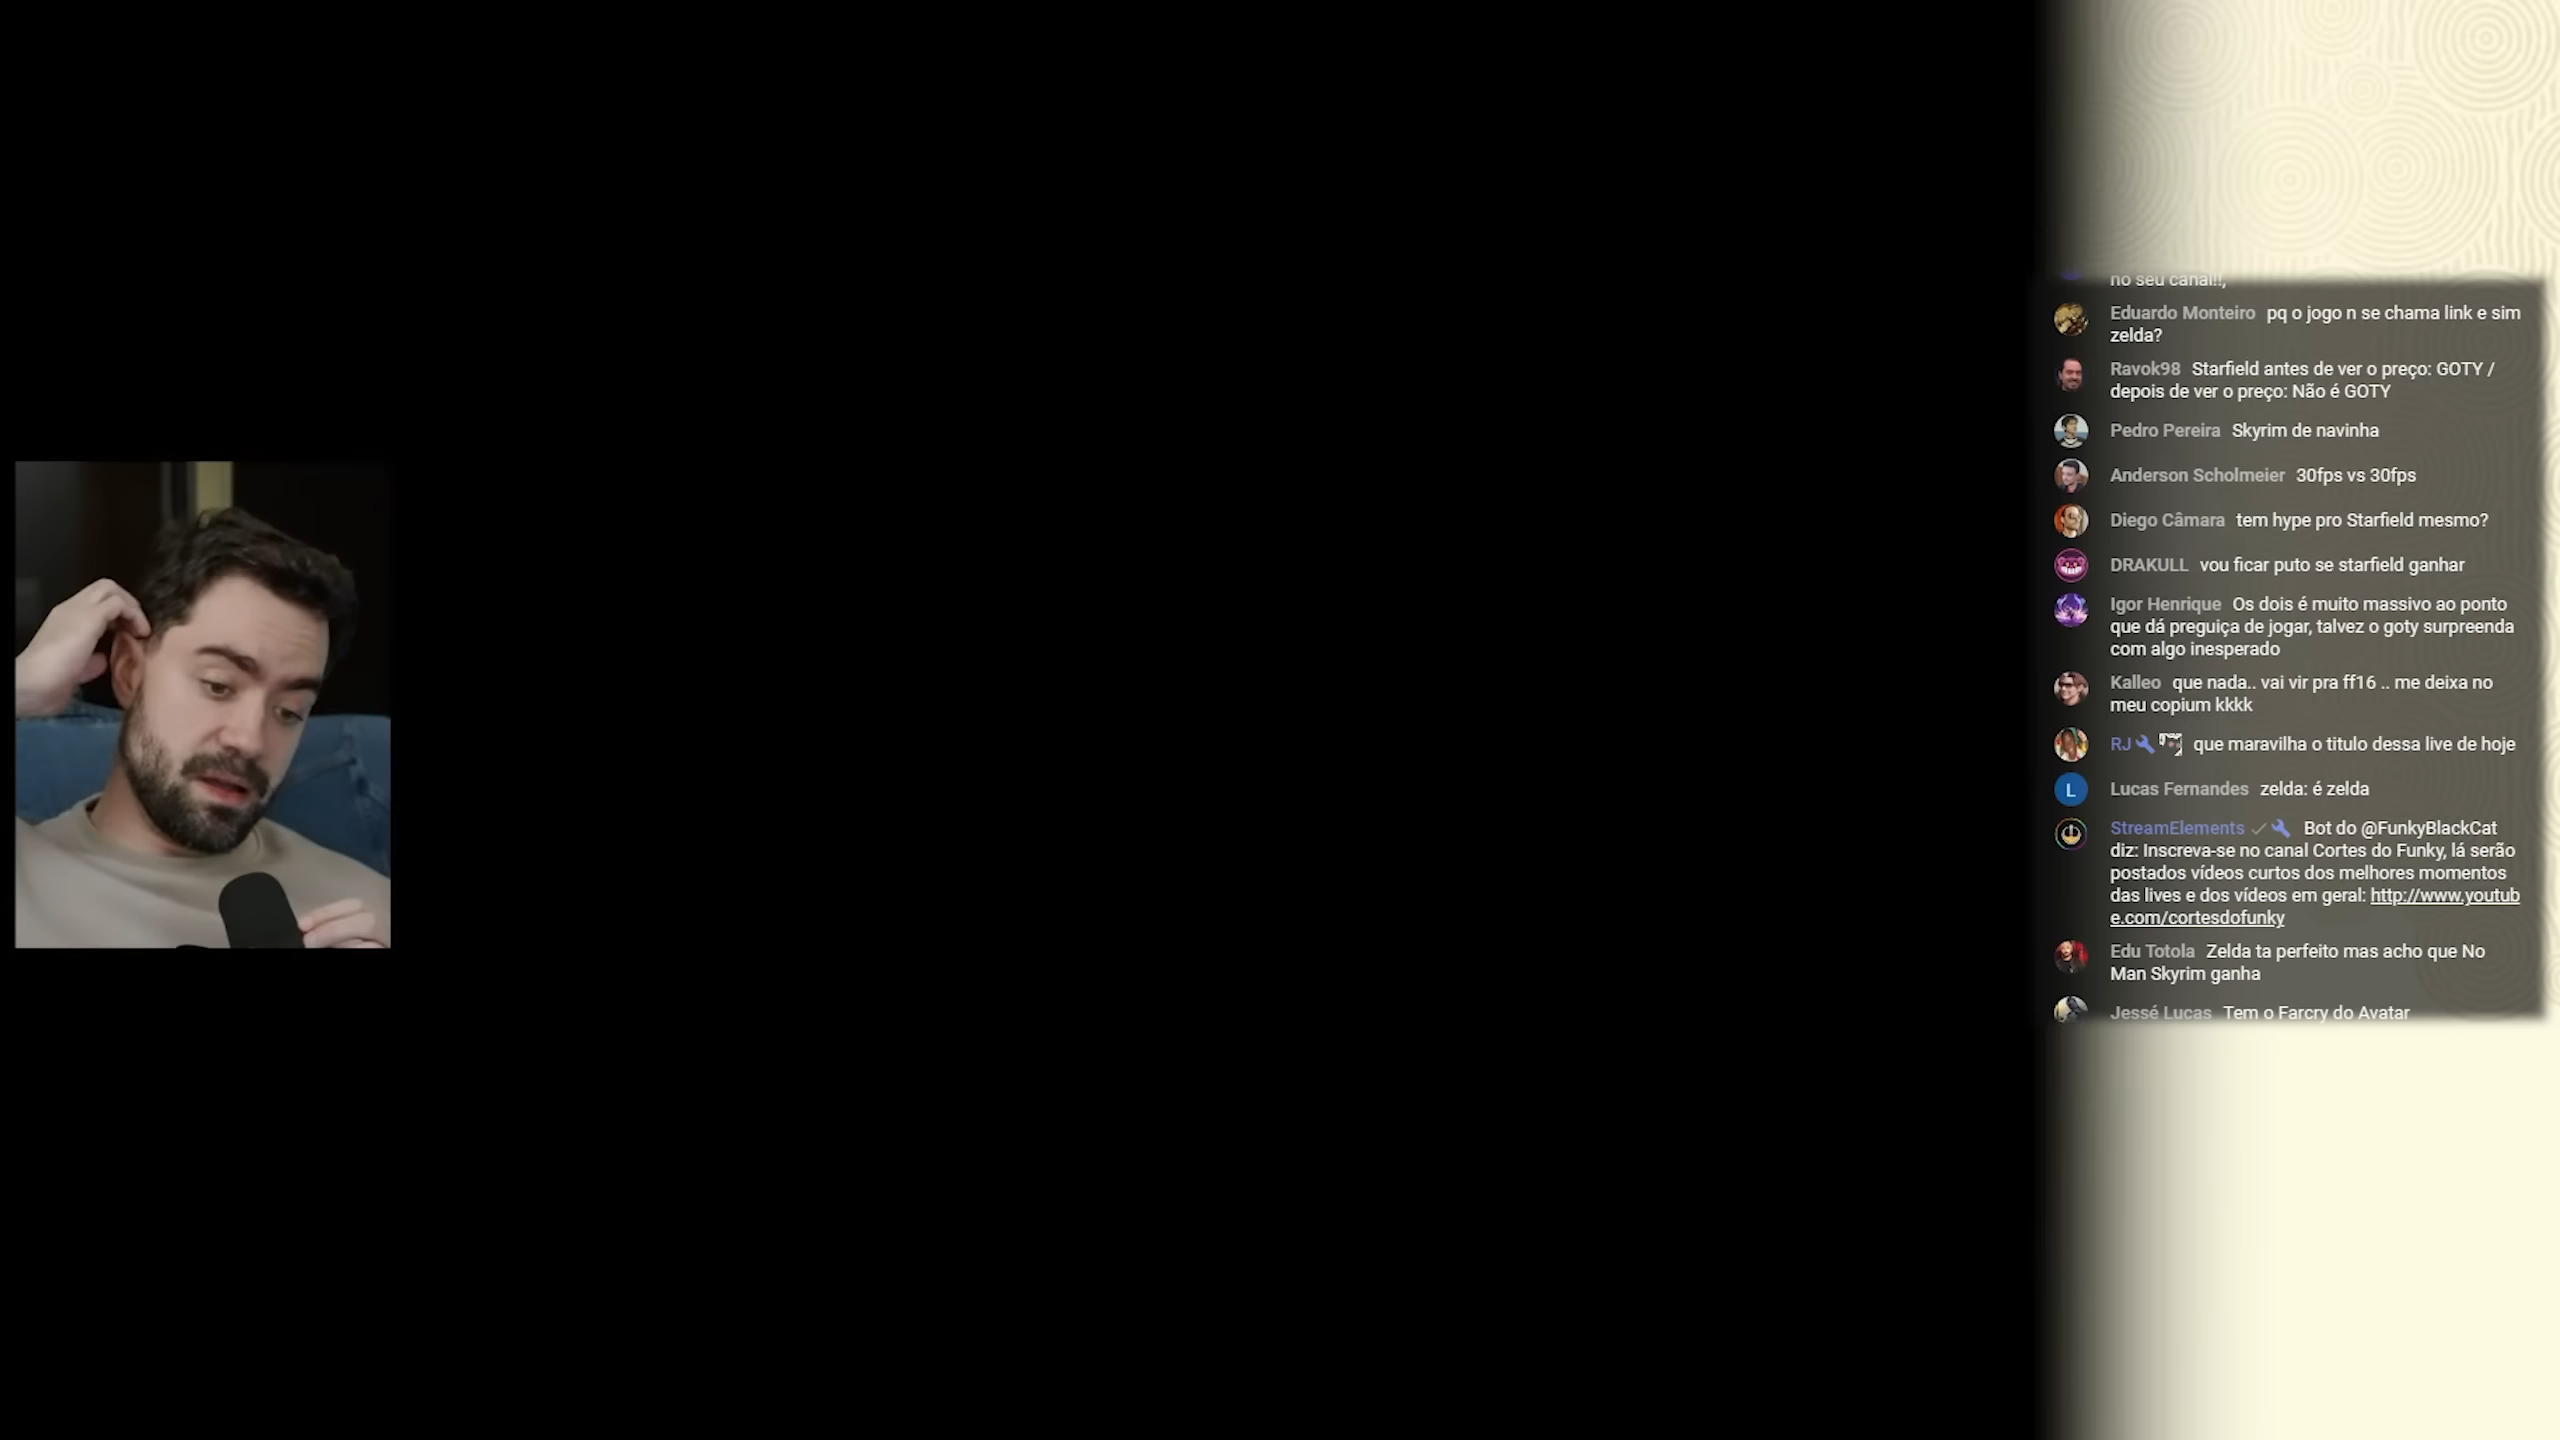 no seu canal!!,
Eduardo Monteiro pq o jogo n se chama link e sim
zelda?
Ravok98 Starfield antes de ver o preço: GOTY /
depois de ver o preço: Não é GOTY
Pedro Pereira Skyrim de navinha
Anderson Scholmeier 30fps vs 30fps
Diego Câmara tem hype pro Starfield mesmo?
DRAKULL vou ficar puto se starfield ganhar
Igor Henrique Os dois é muito massivo ao ponto
que dá preguiça de jogar, talvez o goty surpreenda
com algo inesperado
Kalleo que nada.. vai vir pra ff16 .. me deixa no
meu copium kkkk
RJ que maravilha o titulo dessa live de hoje
L Lucas Fernandes zelda: é zelda
StreamElements Bot do @FunkyBlackCat
diz: Inscreva-se no canal Cortes do Funky, lá serão
postados vídeos curtos dos melhores momentos
das lives e dos vídeos em geral: http://www.youtub
e.com/cortesdofunky
Edu Totola Zelda ta perfeito mas acho que No
Man Skyrim ganha
Jessé Lucas Tem o Farcry do Avatar